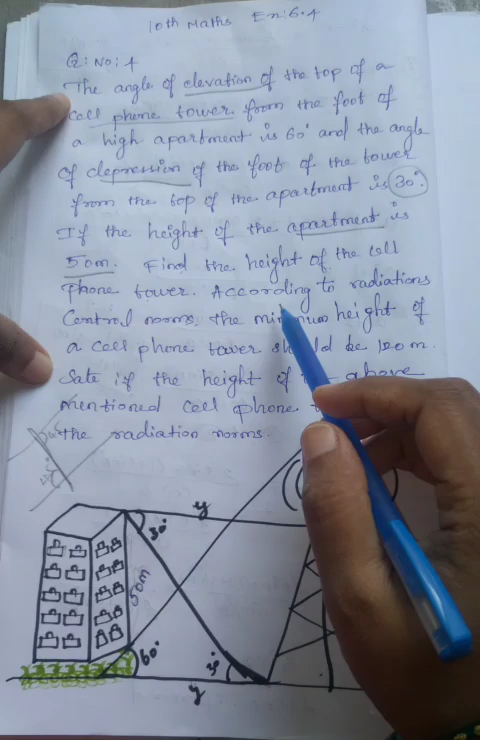 10th Maths Ex: 6.4
Q: No: 4
The angle of elevation of the top of a
cell phone tower from the foot of
a high apartment is 60° and the angle
of depression of the foot of the tower
from the top of the apartment is 30°.
If the height of the apartment is
50m. Find the height of the cell
phone tower. According to radiations
Control norms, the minimum height of
a cell phone tower should be 120 m.
Sate if the height of above
mentioned cell phone
the radiation norms.
y
30°
50m
60°
30°
y